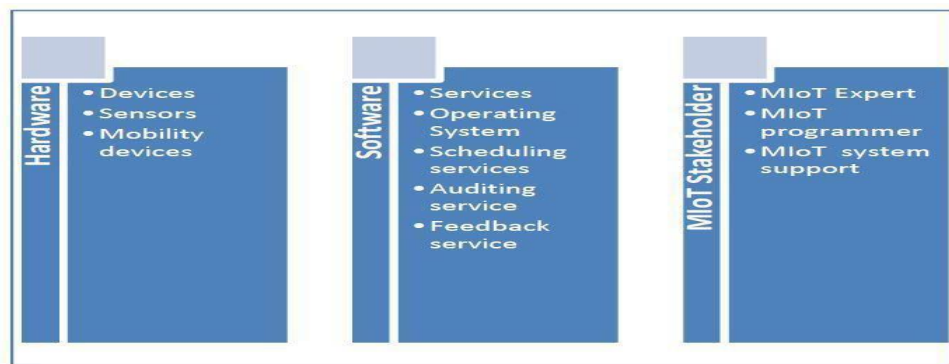 Hardware
• Devices
• Sensors
• Mobility
devices
Software
• Services
• Operating
System
• Scheduling
services
• Auditing
service
• Feedback
service
MIoT Stakeholder
• MIoT Expert
• MIoT
programmer
• MIoT system
support